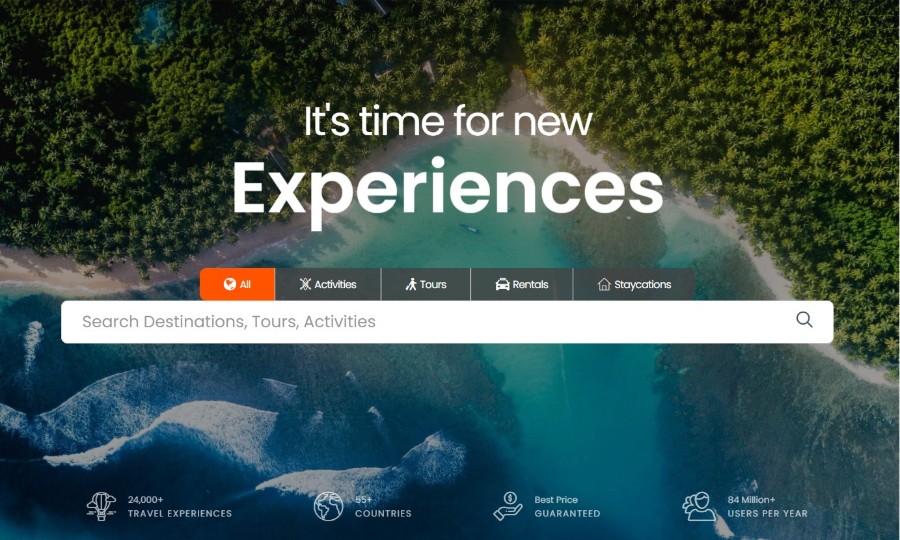 It's time for new
Experiences
All Activities Tours Rentals Staycations
Search Destinations, Tours, Activities
24,000+
TRAVEL EXPERIENCES
55+
COUNTRIES
Best Price
GUARANTEED
84 Million+
USERS PER YEAR